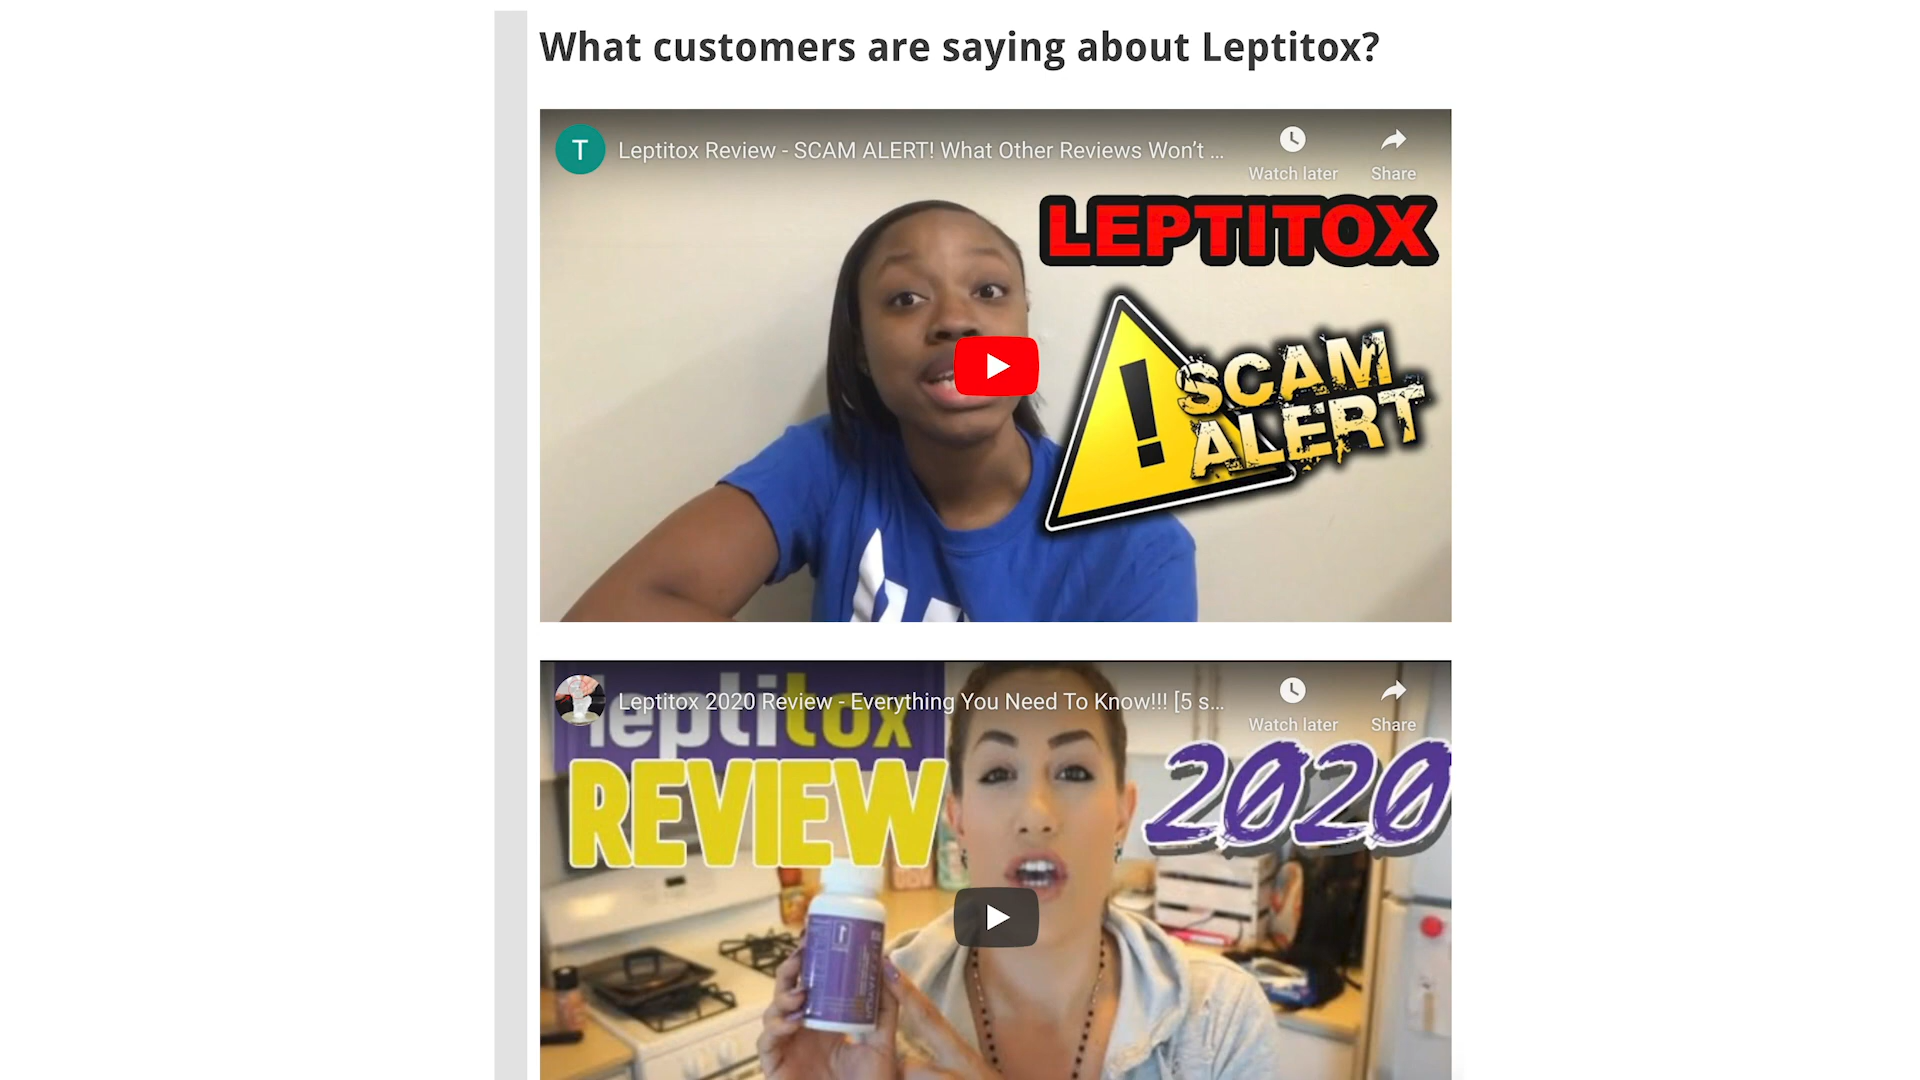 What customers are saying about Leptitox?
T
Leptitox Review - SCAM ALERT! What Other Reviews Won’t ...
Watch later
Share
LEPTITOX
!
SCAM
ALERT
Leptitox 2020 Review - Everything You Need To Know!!! [5 s...
Watch later
Share
leptitox
REVIEW
2020